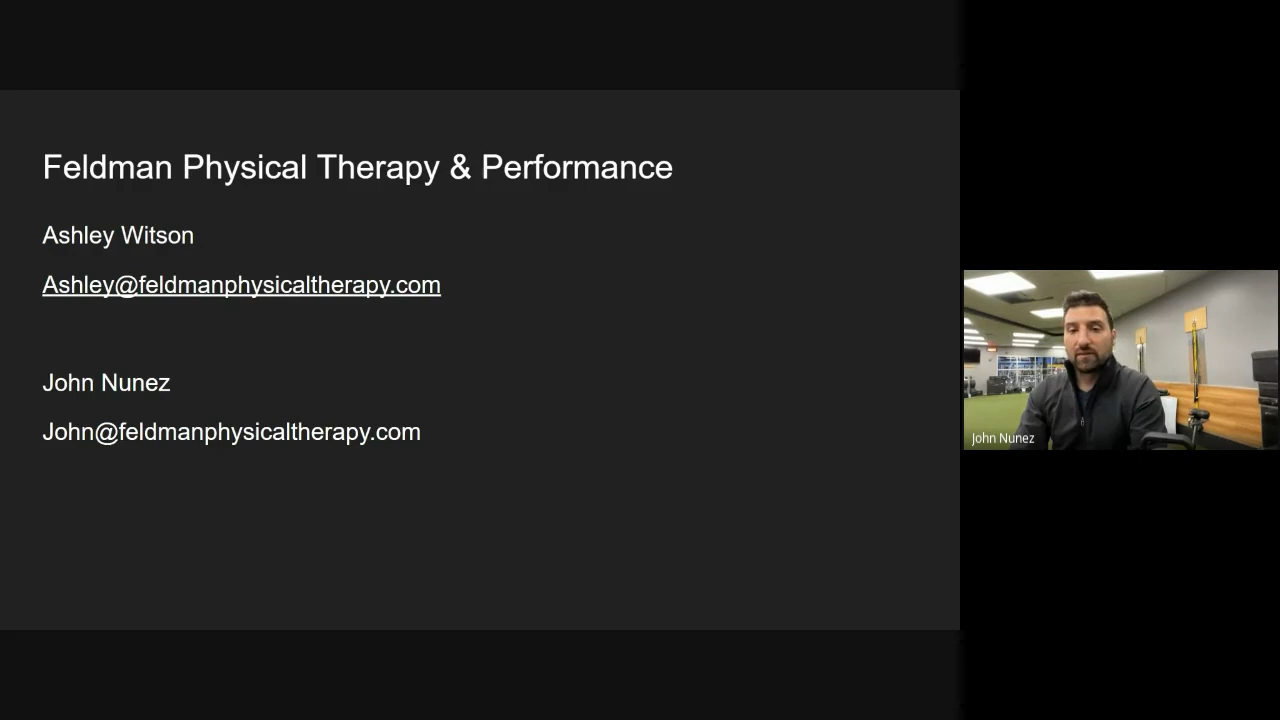 Feldman Physical Therapy & Performance
Ashley Witson
Ashley@feldmanphysicaltherapy.com
John Nunez
John@feldmanphysicaltherapy.com
John Nunez